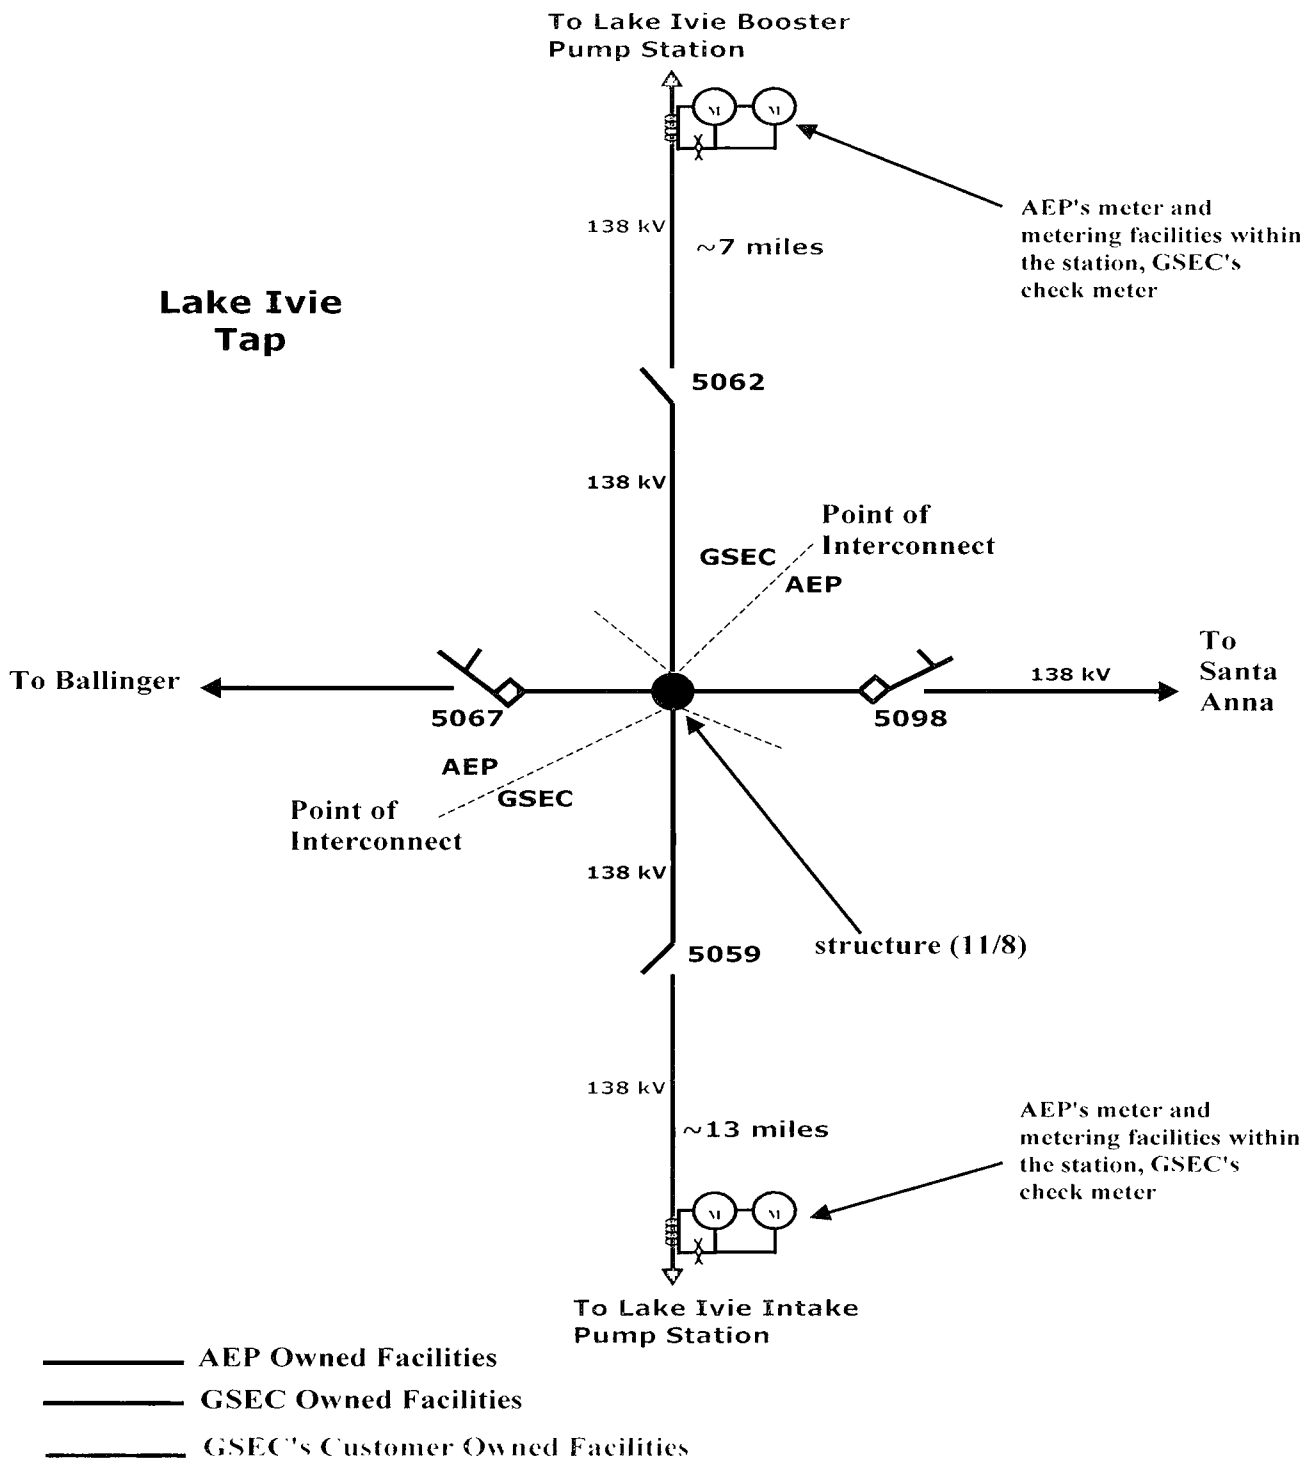 To Lake Ivie Booster
Pump Station
M M
AEP's meter and
metering facilities within
the station, GSEC's
check meter
138 kV
~7 miles
Lake Ivie
Tap
5062
138 kV
Point of
Interconnect
GSEC
AEP
To Ballinger
To
Santa
Anna
138 kV
5067
5098
AEP
GSEC
Point of
Interconnect
138 kV
structure (11/8)
5059
138 kV
~13 miles
AEP's meter and
metering facilities within
the station, GSEC's
check meter
M M
To Lake Ivie Intake
Pump Station
AEP Owned Facilities
GSEC Owned Facilities
GSEC's Customer Owned Facilities